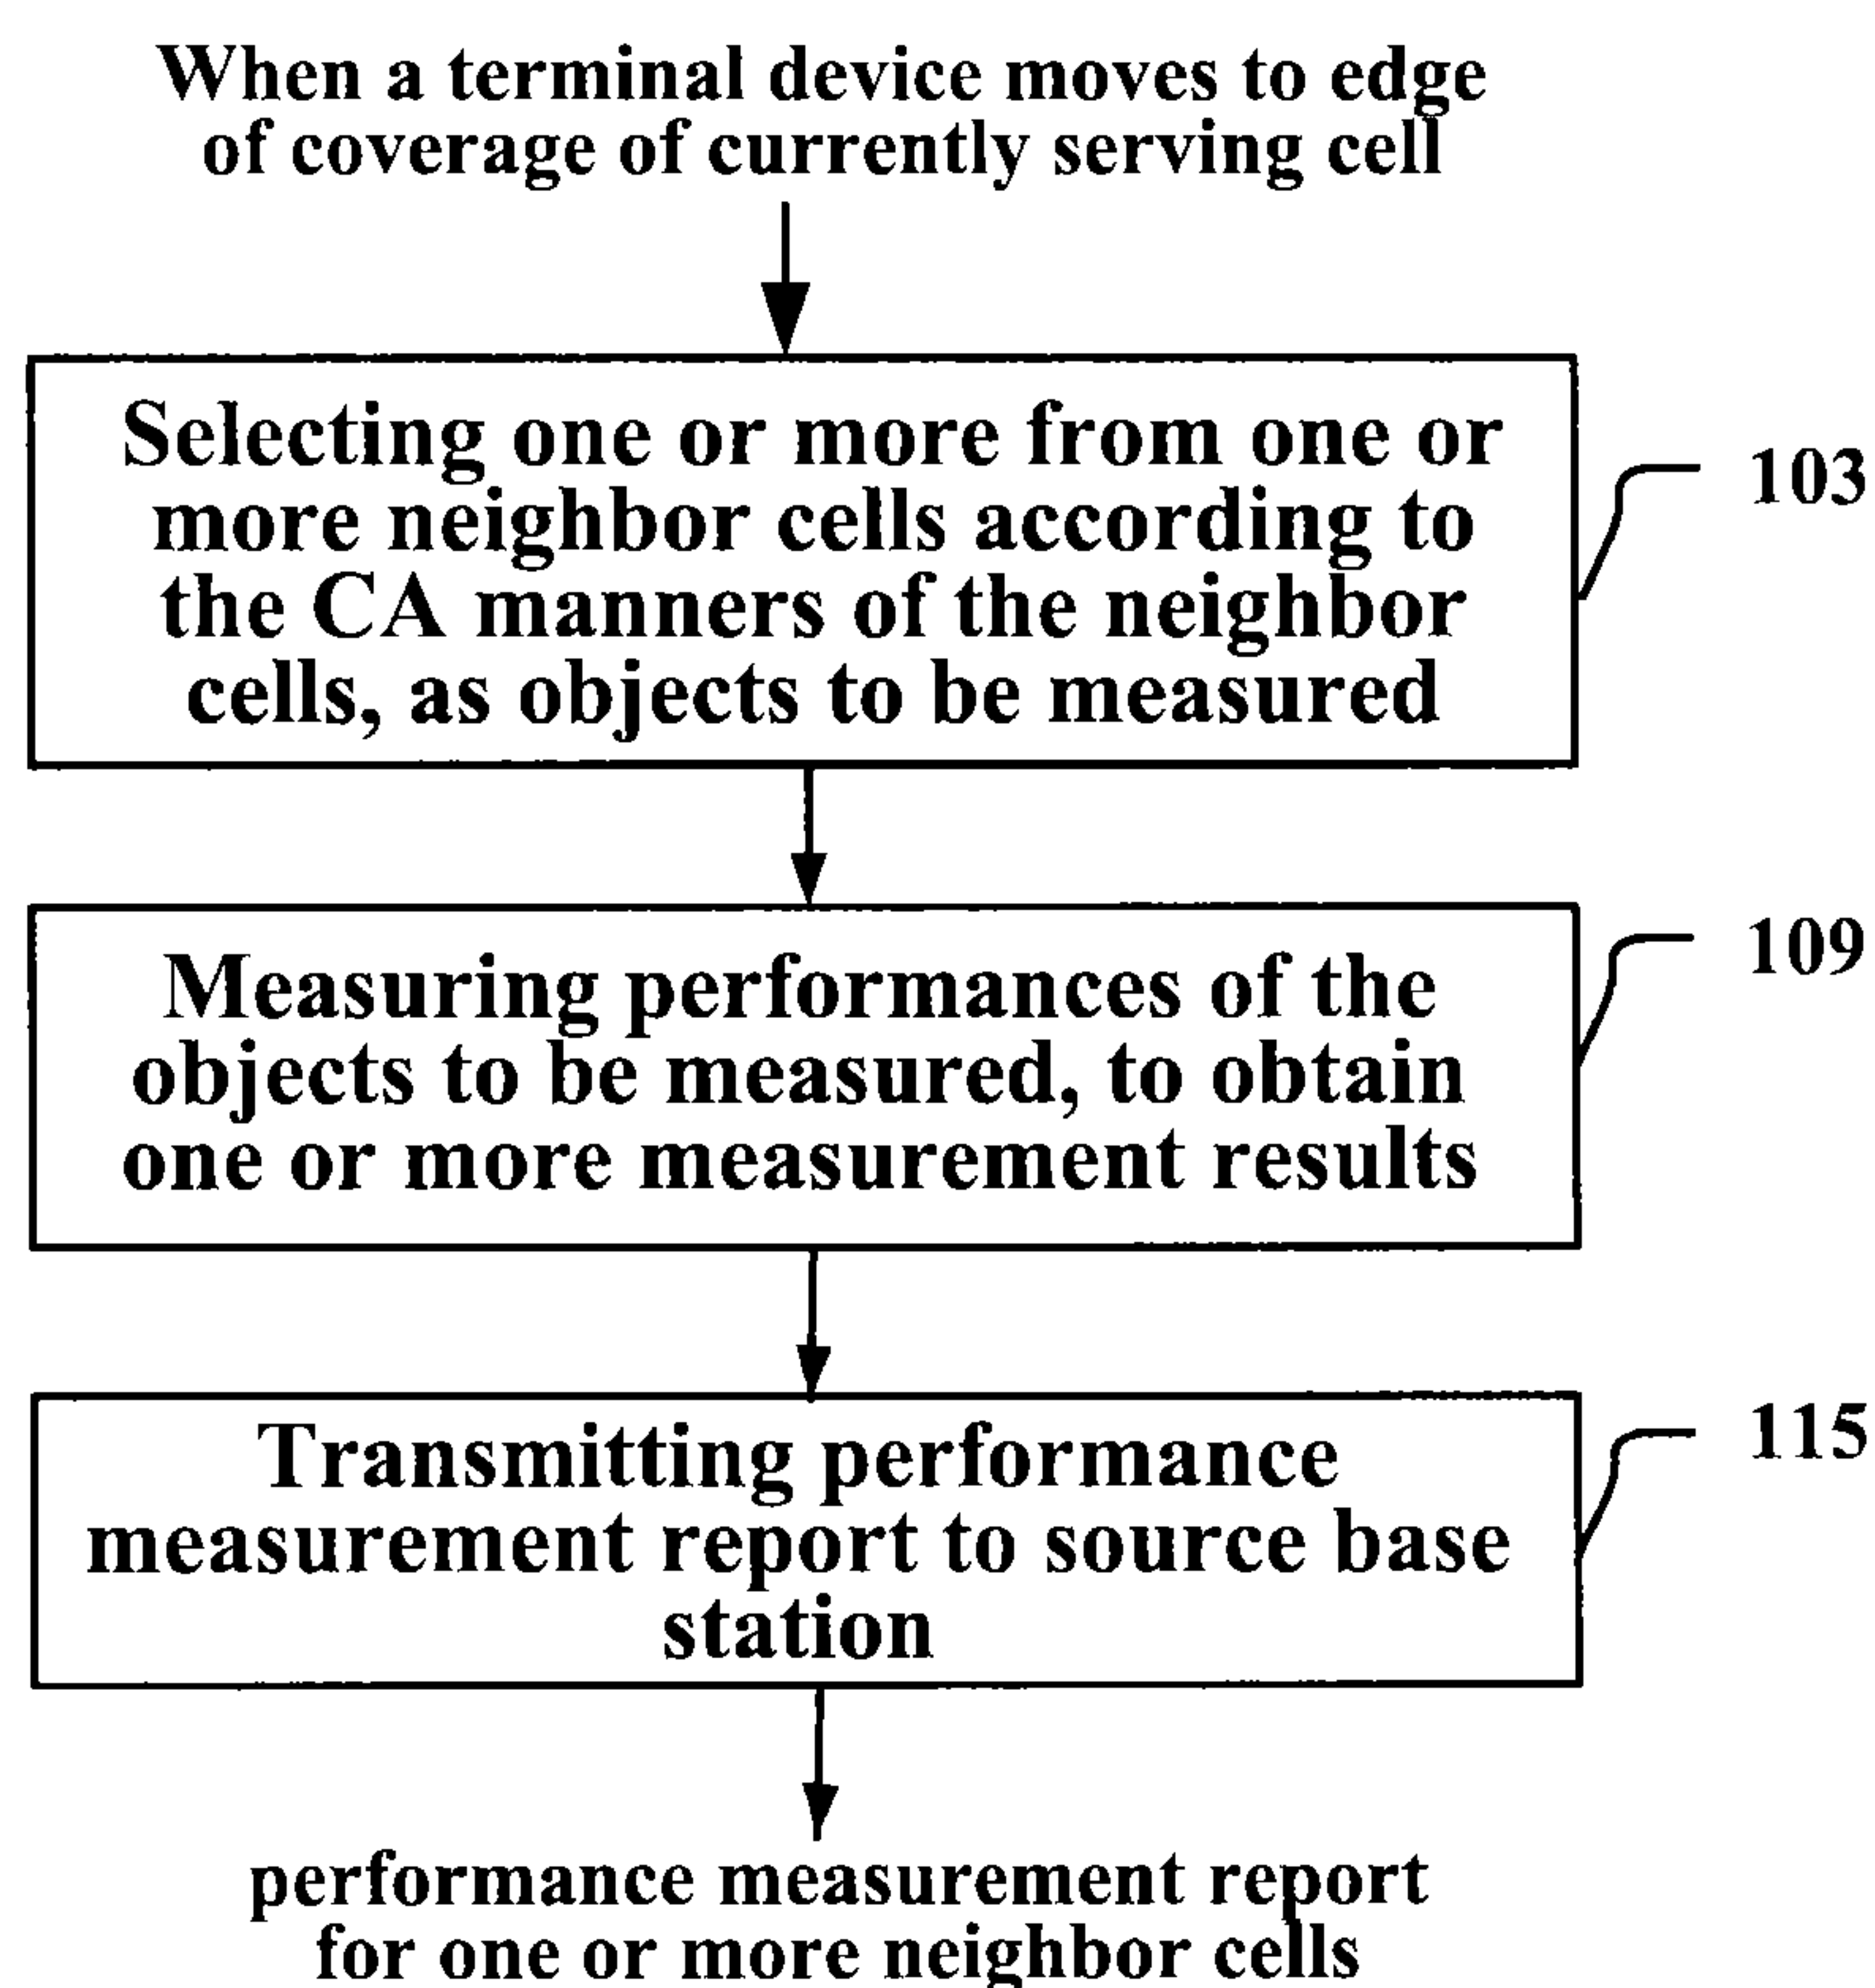 When a terminal device moves to edge
of coverage of currently serving cell
Selecting one or more from one or
more neighbor cells according to
the CA manners of the neighbor
cells, as objects to be measured
103
Measuring performances of the
objects to be measured, to obtain
one or more measurement results
109
Transmitting performance
measurement report to source base
station
115
performance measurement report
for one or more neighbor cells